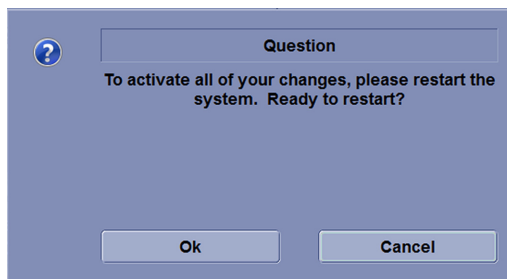 Question
To activate all of your changes, please restart the
system.  Ready to restart?
Ok
Cancel